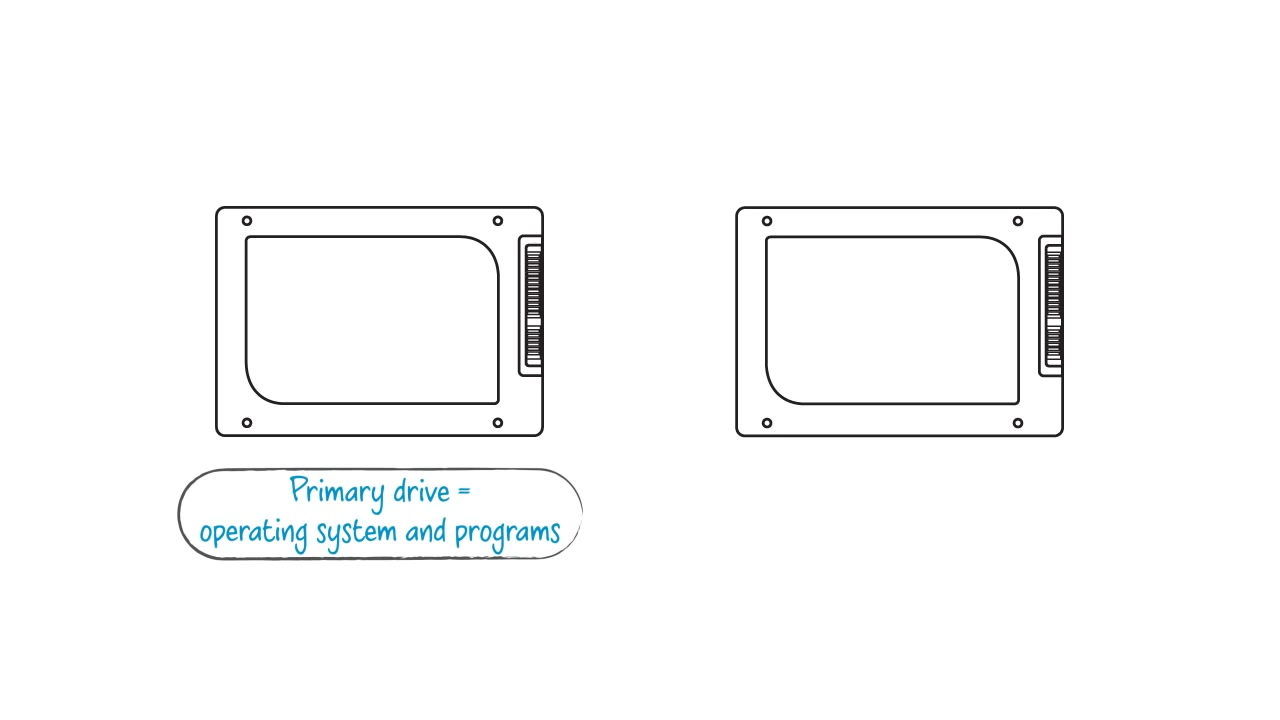 Primary drive =
operating system and programs